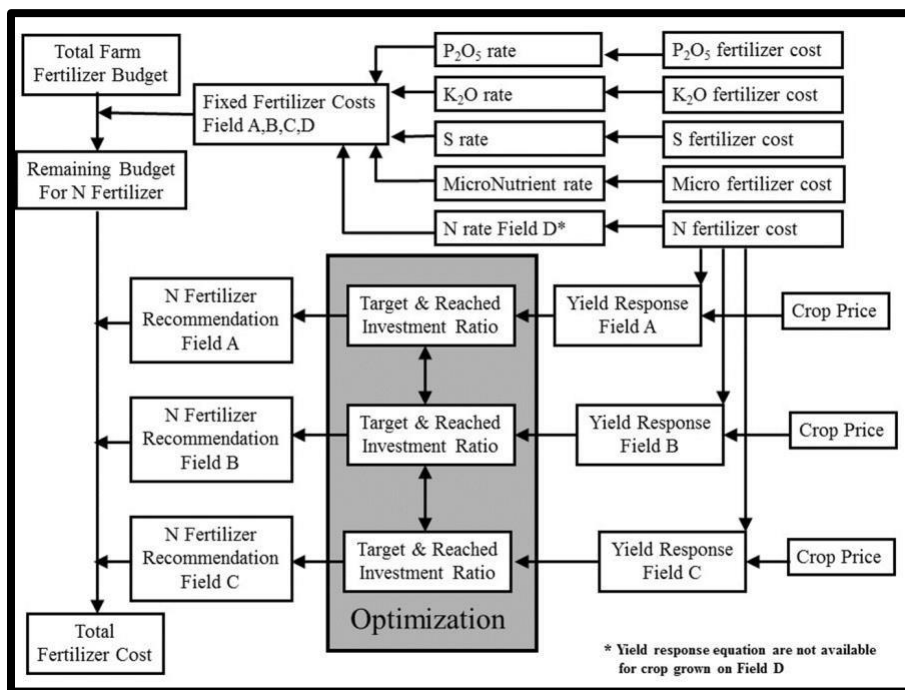 Total Farm
Fertilizer Budget
P₂O₅ rate
P₂O₅ fertilizer cost
Fixed Fertilizer Costs
Field A,B,C,D
K₂O rate
K₂O fertilizer cost
S rate
S fertilizer cost
Remaining Budget
For N Fertilizer
MicroNutrient rate
Micro fertilizer cost
N rate Field D*
N fertilizer cost
N Fertilizer
Recommendation
Field A
Target & Reached
Investment Ratio
Yield Response
Field A
Crop Price
N Fertilizer
Recommendation
Field B
Target & Reached
Investment Ratio
Yield Response
Field B
Crop Price
N Fertilizer
Recommendation
Field C
Target & Reached
Investment Ratio
Yield Response
Field C
Crop Price
Optimization
Total
Fertilizer Cost
* Yield response equation are not available
for crop grown on Field D